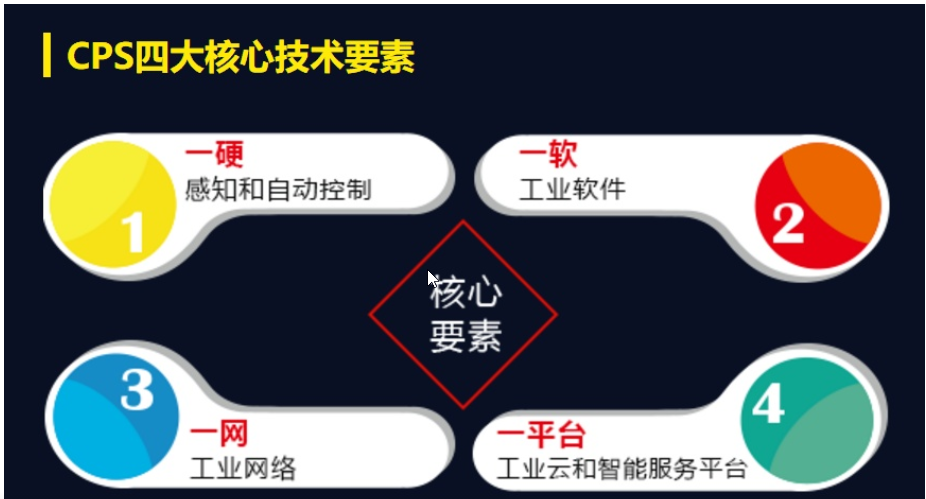 CPS四大核心技术要素
一硬
感知和自动控制
1
一软
工业软件
2
核心
要素
3
一网
工业网络
4
一平台
工业云和智能服务平台